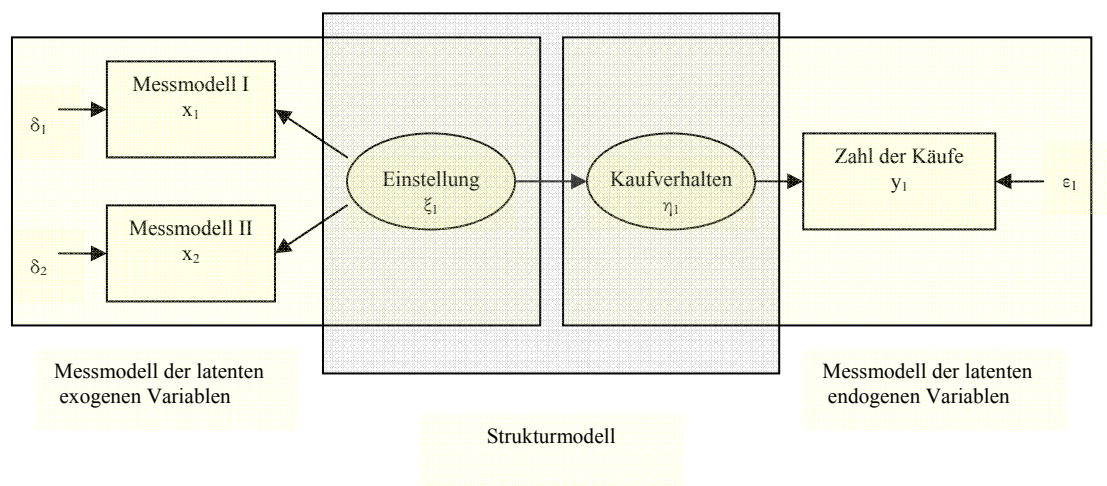 Messmodell I
x₁
δ₁
Einstellung
ξ₁
Kaufverhalten
η₁
Zahl der Käufe
y₁
ε₁
Messmodell II
x₂
δ₂
Messmodell der latenten
exogenen Variablen
Messmodell der latenten
endogenen Variablen
Strukturmodell